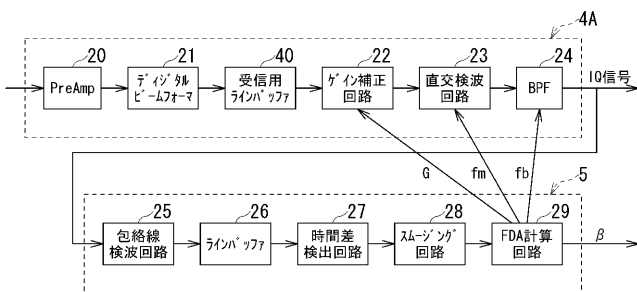 4A
20
21
40
22
23
24
PreAmp
ﾃﾞｨｼﾞﾀﾙ
ﾋﾞｰﾑﾌｫｰﾏ
受信用
ﾗｲﾝﾊﾞｯﾌｧ
ｹﾞｲﾝ補正
回路
直交検波
回路
BPF
IQ信号
G
fm
fb
5
25
26
27
28
29
包絡線
検波回路
ﾗｲﾝﾊﾞｯﾌｧ
時間差
検出回路
ｽﾑｰｼﾞﾝｸﾞ
回路
FDA計算
回路
β